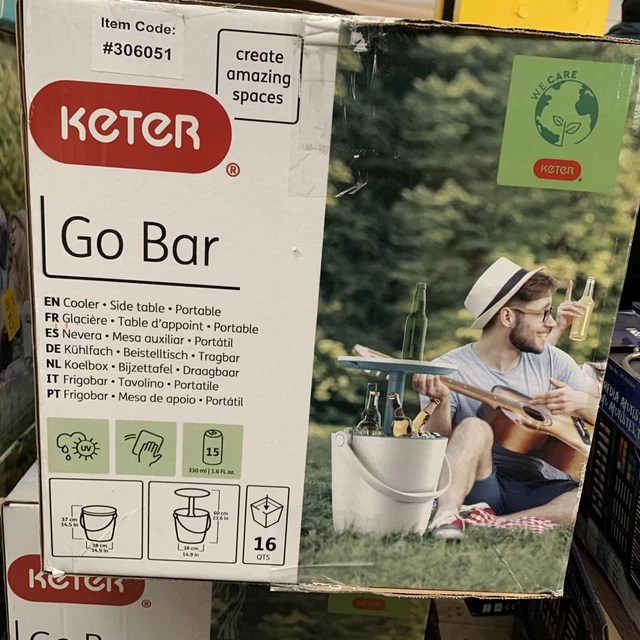 Item Code:
#306051
create
amazing
spaces
KETER®
Go Bar
EN Cooler • Side table • Portable
FR Glacière • Table d'appoint • Portable
ES Nevera • Mesa auxiliar • Portátil
DE Kühlfach • Beistelltisch • Tragbar
NL Koelbox • Bijzettafel • Draagbaar
IT Frigobar • Tavolino • Portatile
PT Frigobar • Mesa de apoio • Portátil
UV
15
330 ml | 1.6 FL oz.
37 cm
14.5 in
38 cm
14.9 in
60 cm
23.6 in
38 cm
14.9 in
16
QTS
WE CARE
KETER
KETER®
Go B
KETER